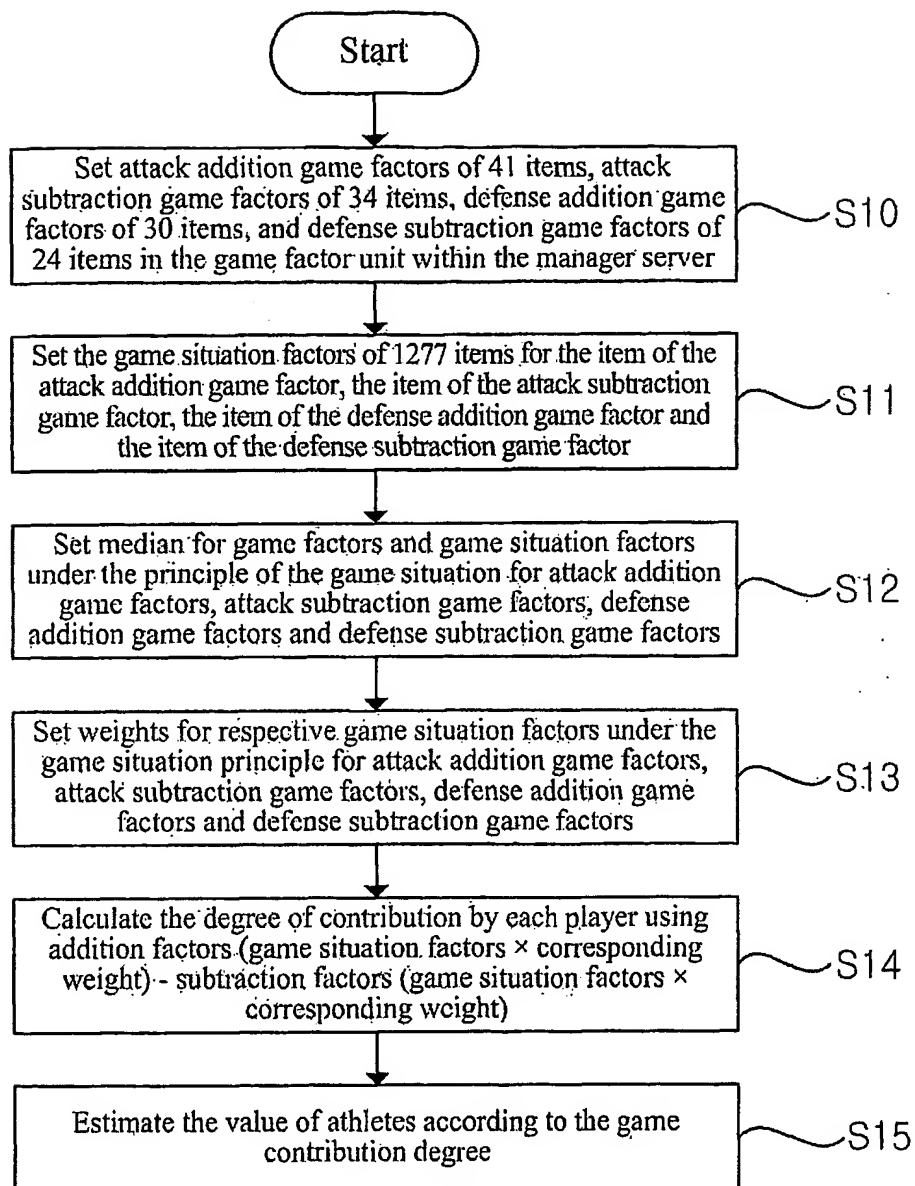 Start
Set attack addition game factors of 41 items, attack
subtraction game factors of 34 items, defense addition game
factors of 30 items, and defense subtraction game factors of
24 items in the game factor unit within the manager server
S10
Set the game situation factors of 1277 items for the item of the
attack addition game factor, the item of the attack subtraction
game factor, the item of the defense addition game factor and
the item of the defense subtraction game factor
S11
Set median for game factors and game situation factors
under the principle of the game situation for attack addition
game factors, attack subtraction game factors, defense
addition game factors and defense subtraction game factors
S12
Set weights for respective game situation factors under the
game situation principle for attack addition game factors,
attack subtraction game factors, defense addition game
factors and defense subtraction game factors
S13
Calculate the degree of contribution by each player using
addition factors (game situation factors × corresponding
weight) - subtraction factors (game situation factors ×
corresponding weight)
S14
Estimate the value of athletes according to the game
contribution degree
S15